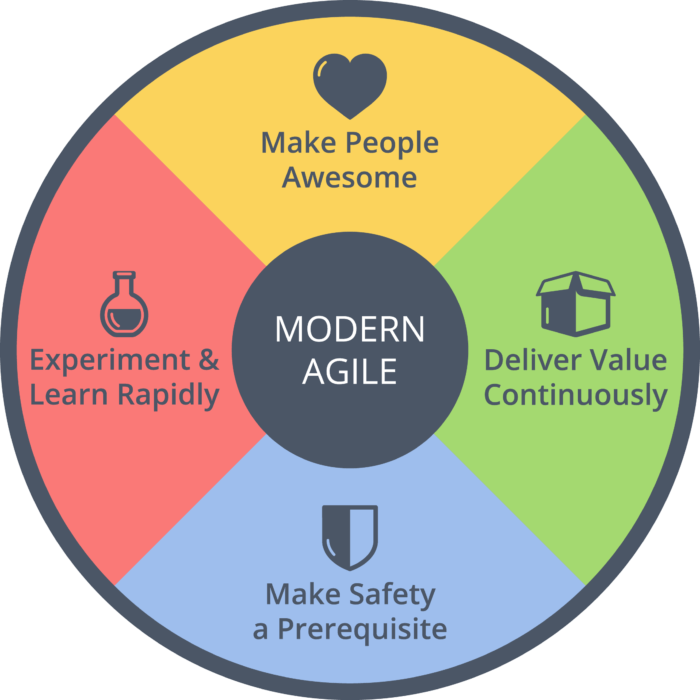 Make People
Awesome
Experiment &
Learn Rapidly
MODERN
AGILE
Deliver Value
Continuously
Make Safety
a Prerequisite